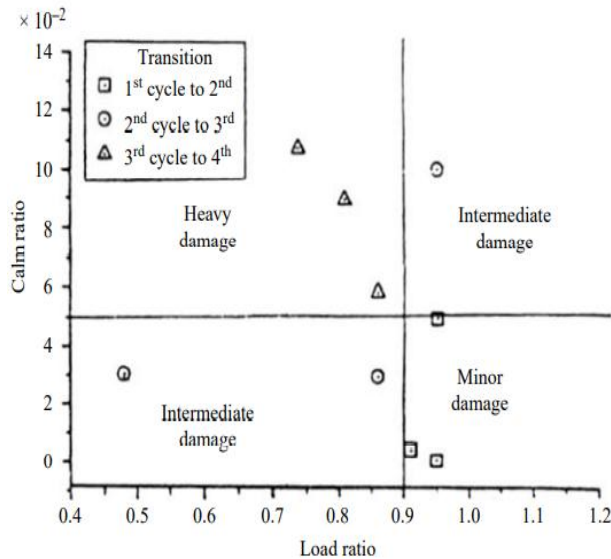 × 10⁻²
14
12
10
8
6
4
2
0
Calm ratio
Transition
1st cycle to 2nd
2nd cycle to 3rd
3rd cycle to 4th
Heavy
damage
Intermediate
damage
Intermediate
damage
Minor
damage
0.4 0.5 0.6 0.7 0.8 0.9 1.0 1.1 1.2
Load ratio